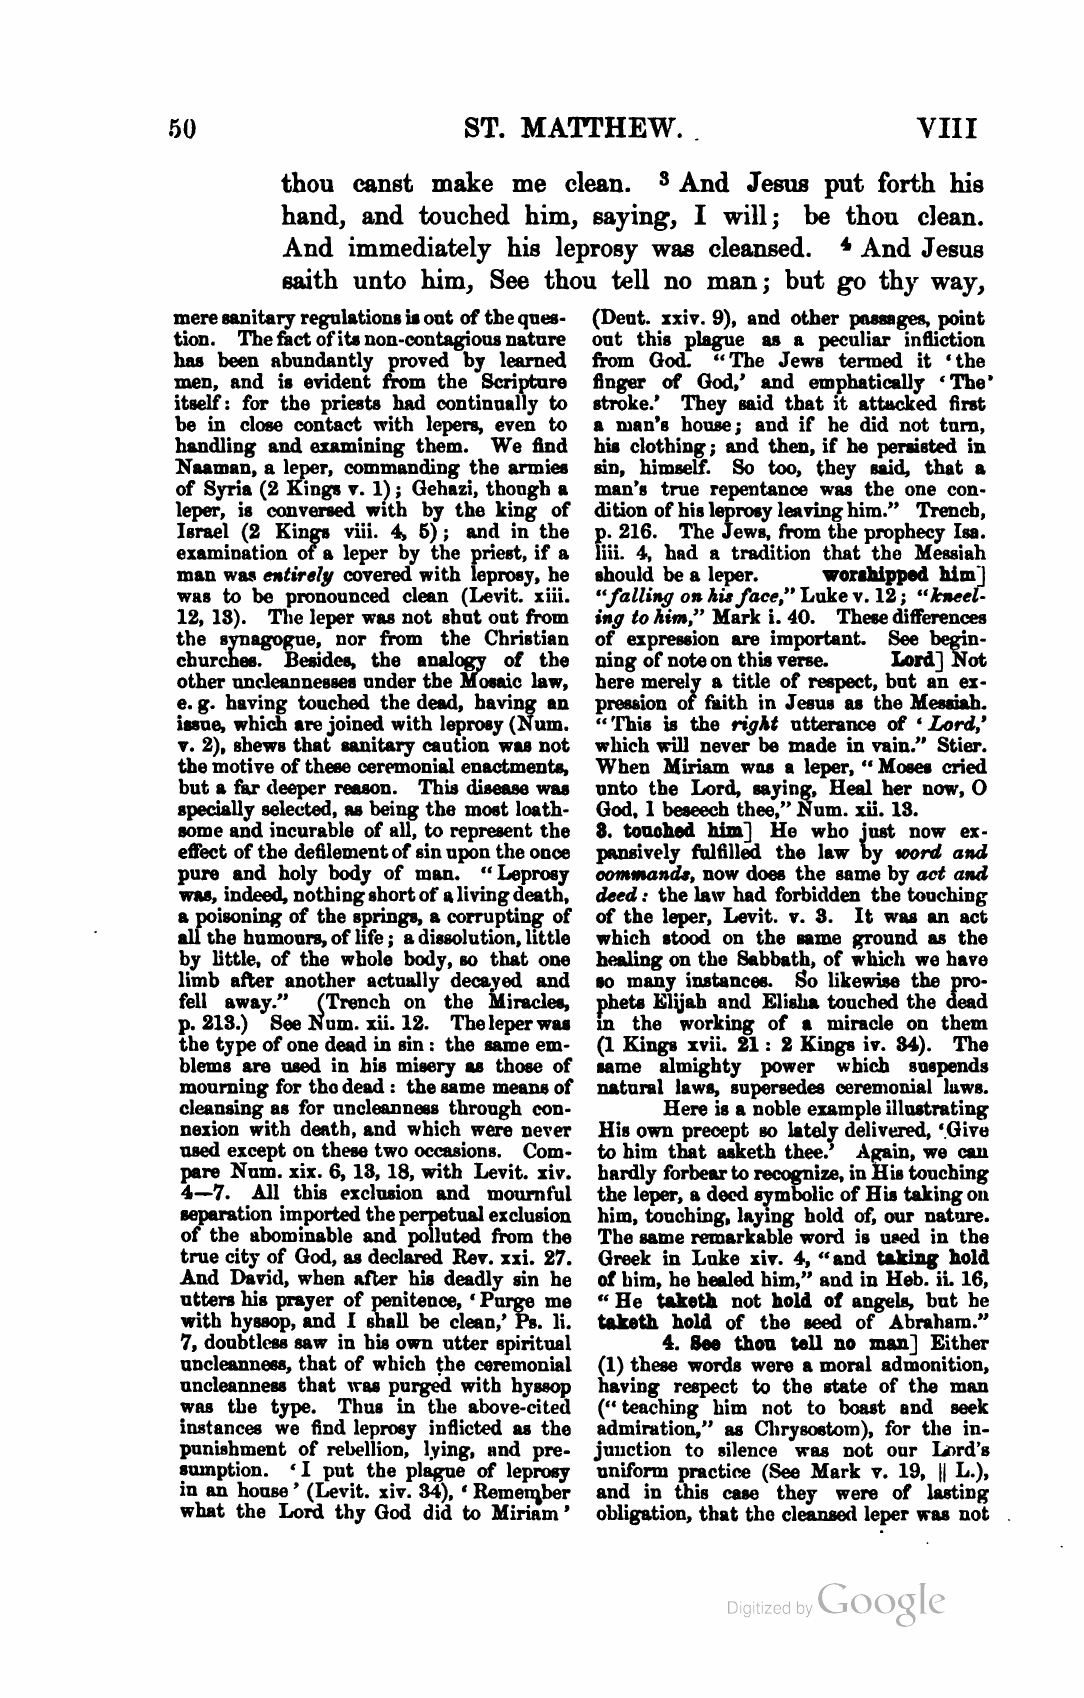 50 ST. MATTHEW. VIII
thou canst make me clean. 3 And Jesus put forth his
hand, and touched him, saying, I will; be thou clean.
And immediately his leprosy was cleansed. 4 And Jesus
saith unto him, See thou tell no man; but go thy way,
mere sanitary regulations is out of the ques-
tion. The fact of its non-contagious nature
has been abundantly proved by learned
men, and is evident from the Scripture
itself: for the priests had continually to
be in close contact with lepers, even to
handling and examining them. We find
Naaman, a leper, commanding the armies
of Syria (2 Kings v. 1); Gehazi, though a
leper, is conversed with by the king of
Israel (2 Kings viii. 4, 5); and in the
examination of a leper by the priest, if a
man was entirely covered with leprosy, he
was to be pronounced clean (Levit. xiii.
12, 13). The leper was not shut out from
the synagogue, nor from the Christian
churches. Besides, the analogy of the
other uncleannesses under the Mosaic law,
e. g. having touched the dead, having an
issue, which are joined with leprosy (Num.
v. 2), shews that sanitary caution was not
the motive of these ceremonial enactments,
but a far deeper reason. This disease was
specially selected, as being the most loath-
some and incurable of all, to represent the
effect of the defilement of sin upon the once
pure and holy body of man. "Leprosy
was, indeed, nothing short of a living death,
a poisoning of the springs, a corrupting of
all the humours, of life; a dissolution, little
by little, of the whole body, so that one
limb after another actually decayed and
fell away." (Trench on the Miracles,
p. 213.) See Num. xii. 12. The leper was
the type of one dead in sin: the same em-
blems are used in his misery as those of
mourning for the dead: the same means of
cleansing as for uncleanness through con-
nexion with death, and which were never
used except on these two occasions. Com-
pare Num. xix. 6, 13, 18, with Levit. xiv.
4—7. All this exclusion and mournful
separation imported the perpetual exclusion
of the abominable and polluted from the
true city of God, as declared Rev. xxi. 27.
And David, when after his deadly sin he
utters his prayer of penitence, 'Purge me
with hyssop, and I shall be clean,' Ps. li.
7, doubtless saw in his own utter spiritual
uncleanness, that of which the ceremonial
uncleanness that was purged with hyssop
was the type. Thus in the above-cited
instances we find leprosy inflicted as the
punishment of rebellion, lying, and pre-
sumption. 'I put the plague of leprosy
in an house' (Levit. xiv. 34), 'Remember
what the Lord thy God did to Miriam'
(Deut. xxiv. 9), and other passages, point
out this plague as a peculiar infliction
from God. "The Jews termed it 'the
finger of God,' and emphatically 'The'
stroke.' They said that it attacked first
a man's house; and if he did not turn,
his clothing; and then, if he persisted in
sin, himself. So too, they said, that a
man's true repentance was the one con-
dition of his leprosy leaving him." Trench,
p. 216. The Jews, from the prophecy Isa.
liii. 4, had a tradition that the Messiah
should be a leper. worshipped him]
"falling on his face," Luke v. 12; "kneel-
ing to him," Mark i. 40. These differences
of expression are important. See begin-
ning of note on this verse. Lord] Not
here merely a title of respect, but an ex-
pression of faith in Jesus as the Messiah.
"This is the right utterance of 'Lord,'
which will never be made in vain." Stier.
When Miriam was a leper, "Moses cried
unto the Lord, saying, Heal her now, O
God, I beseech thee," Num. xii. 13.
3. touched him] He who just now ex-
pansively fulfilled the law by word and
commands, now does the same by act and
deed: the law had forbidden the touching
of the leper, Levit. v. 3. It was an act
which stood on the same ground as the
healing on the Sabbath, of which we have
so many instances. So likewise the pro-
phets Elijah and Elisha touched the dead
in the working of a miracle on them
(1 Kings xvii. 21: 2 Kings iv. 34). The
same almighty power which suspends
natural laws, supersedes ceremonial laws.
Here is a noble example illustrating
His own precept so lately delivered, 'Give
to him that asketh thee.' Again, we can
hardly forbear to recognize, in His touching
the leper, a deed symbolic of His taking on
him, touching, laying hold of, our nature.
The same remarkable word is used in the
Greek in Luke xiv. 4, "and taking hold
of him, he healed him," and in Heb. ii. 16,
"He taketh not hold of angels, but he
taketh hold of the seed of Abraham."
4. See thou tell no man] Either
(1) these words were a moral admonition,
having respect to the state of the man
("teaching him not to boast and seek
admiration," as Chrysostom), for the in-
junction to silence was not our Lord's
uniform practice (See Mark v. 19, || L.),
and in this case they were of lasting
obligation, that the cleansed leper was not
Digitized by Google